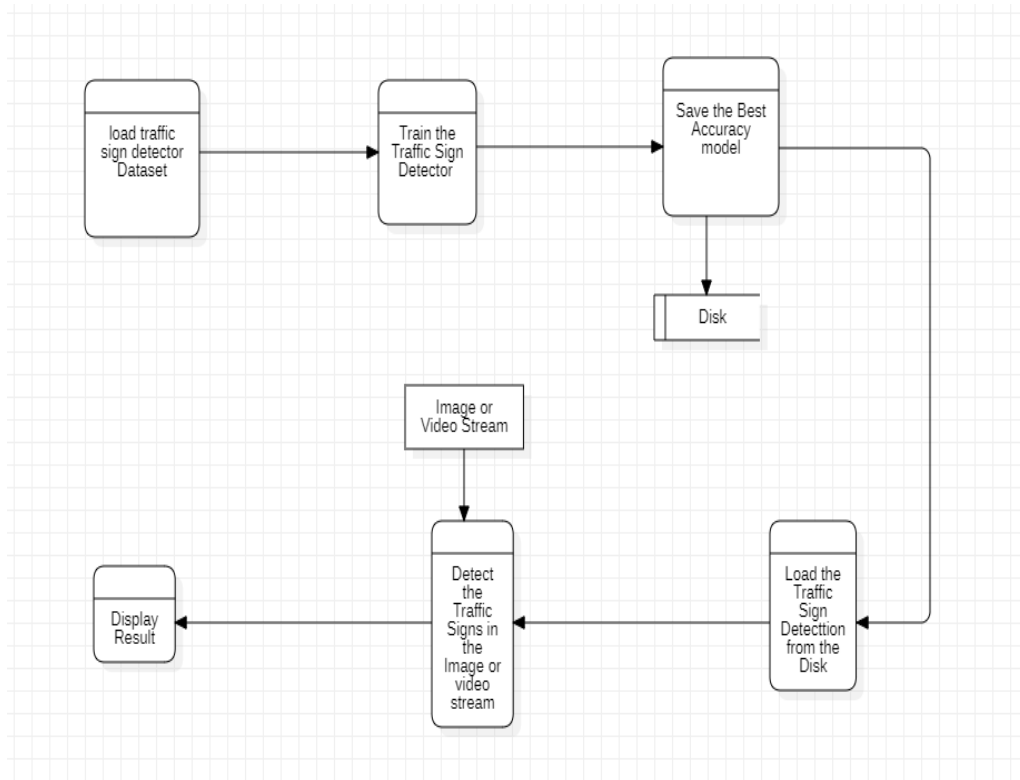 load traffic
sign detector
Dataset
Train the
Traffic Sign
Detector
Save the Best
Accuracy
model
Disk
Image or
Video Stream
Load the
Traffic
Sign
Detecttion
from the
Disk
Detect
the
Traffic
Signs in
the
Image or
video
stream
Display
Result